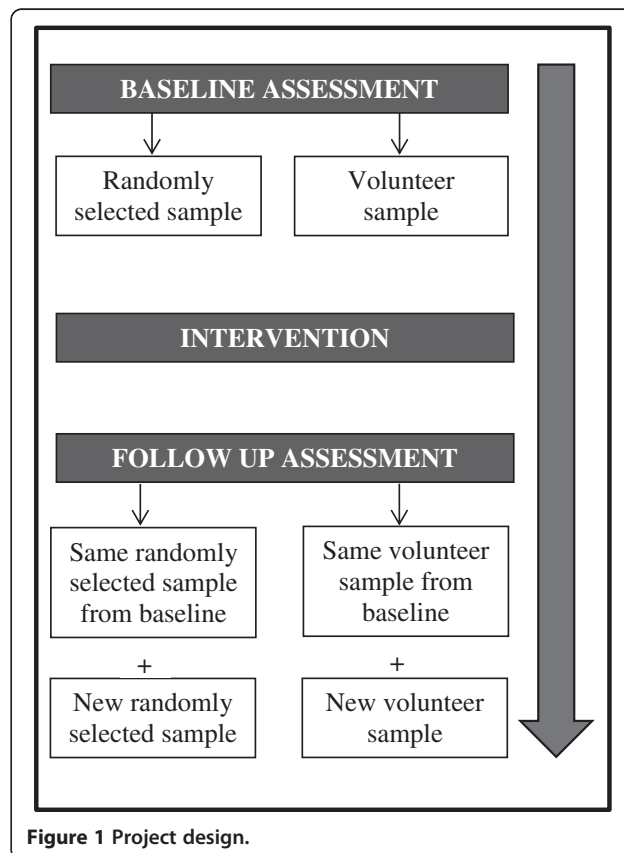 BASELINE ASSESSMENT
Randomly
selected sample
Volunteer
sample
INTERVENTION
FOLLOW UP ASSESSMENT
Same randomly
selected sample
from baseline
Same volunteer
sample from
baseline
+
+
New randomly
selected sample
New volunteer
sample
Figure 1 Project design.